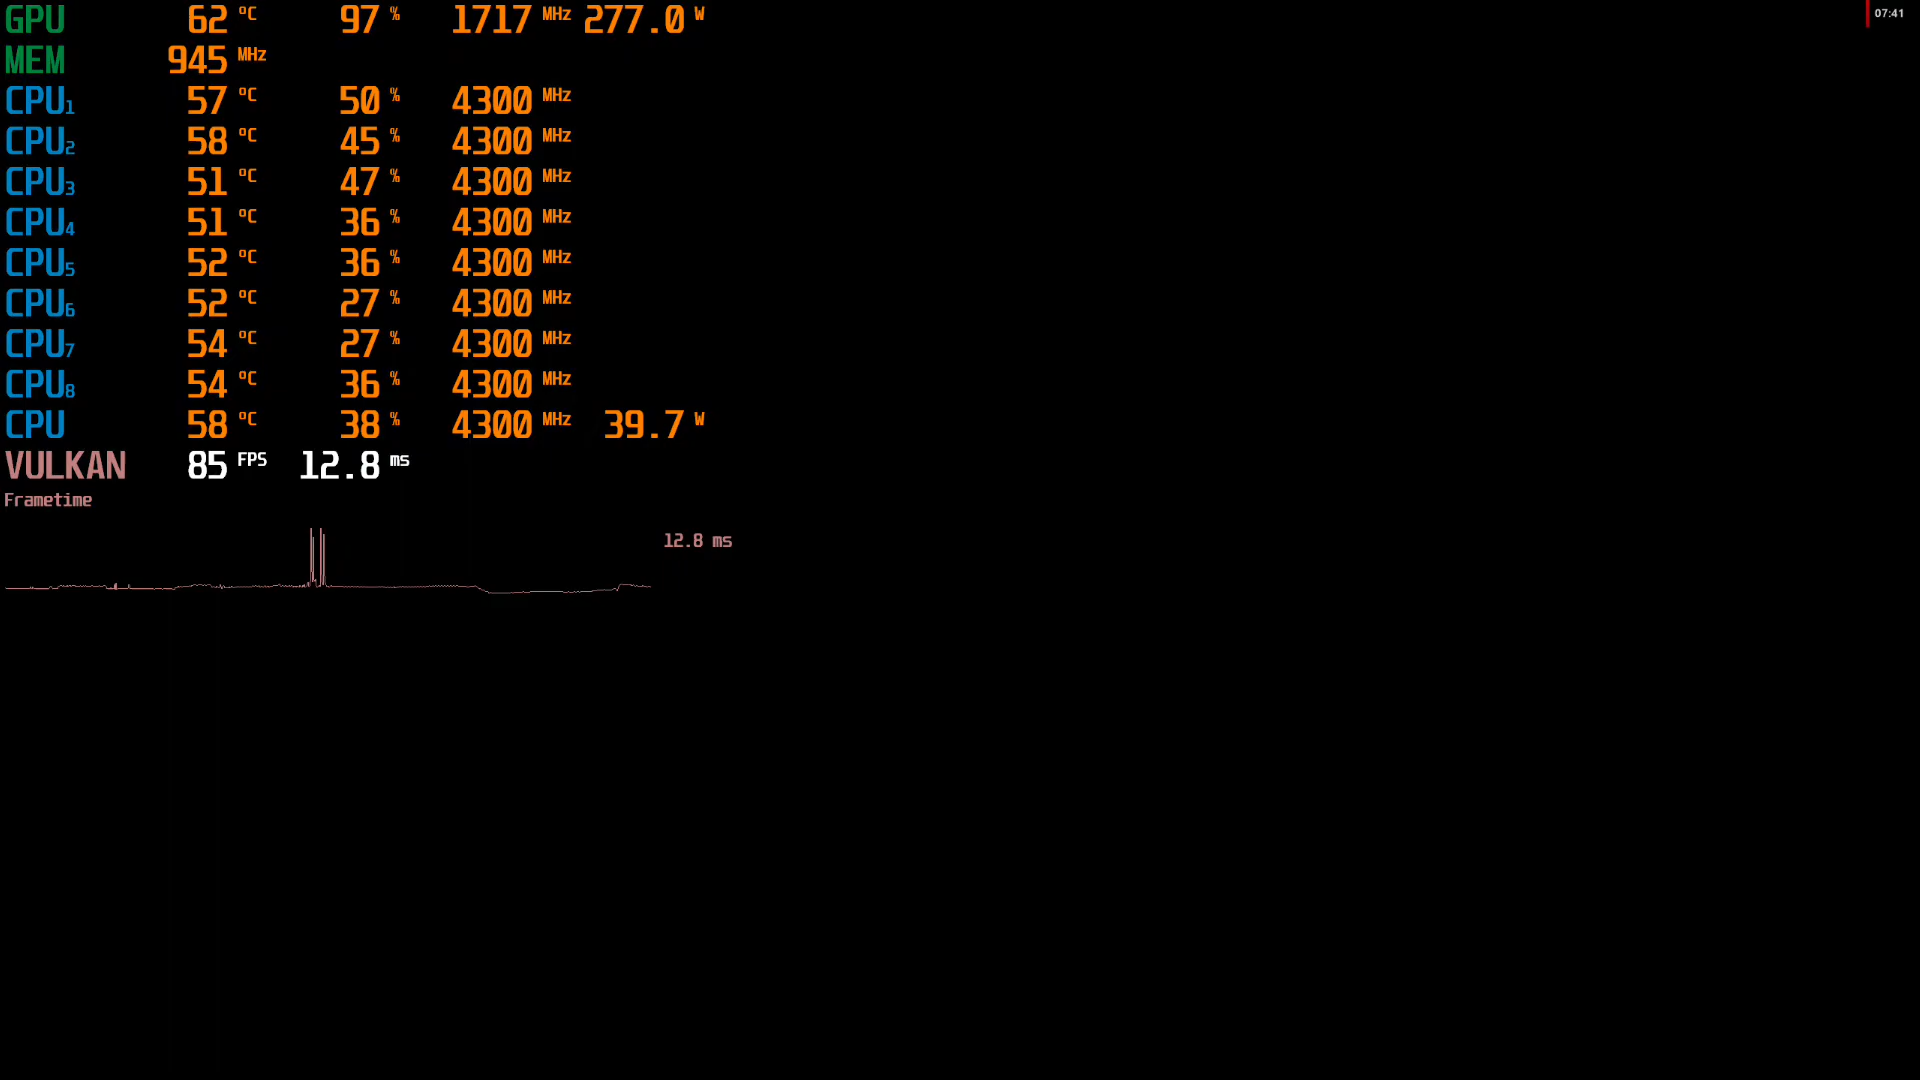 GPU 62 °C 97 % 1717 MHz 277.0 W
07:41
MEM 945 MHz
CPU1 57 °C 50 % 4300 MHz
CPU2 58 °C 45 % 4300 MHz
CPU3 51 °C 47 % 4300 MHz
CPU4 51 °C 36 % 4300 MHz
CPU5 52 °C 36 % 4300 MHz
CPU6 52 °C 27 % 4300 MHz
CPU7 54 °C 27 % 4300 MHz
CPU8 54 °C 36 % 4300 MHz
CPU 58 °C 38 % 4300 MHz 39.7 W
VULKAN 85 FPS 12.8 ms
Frametime
12.8 ms